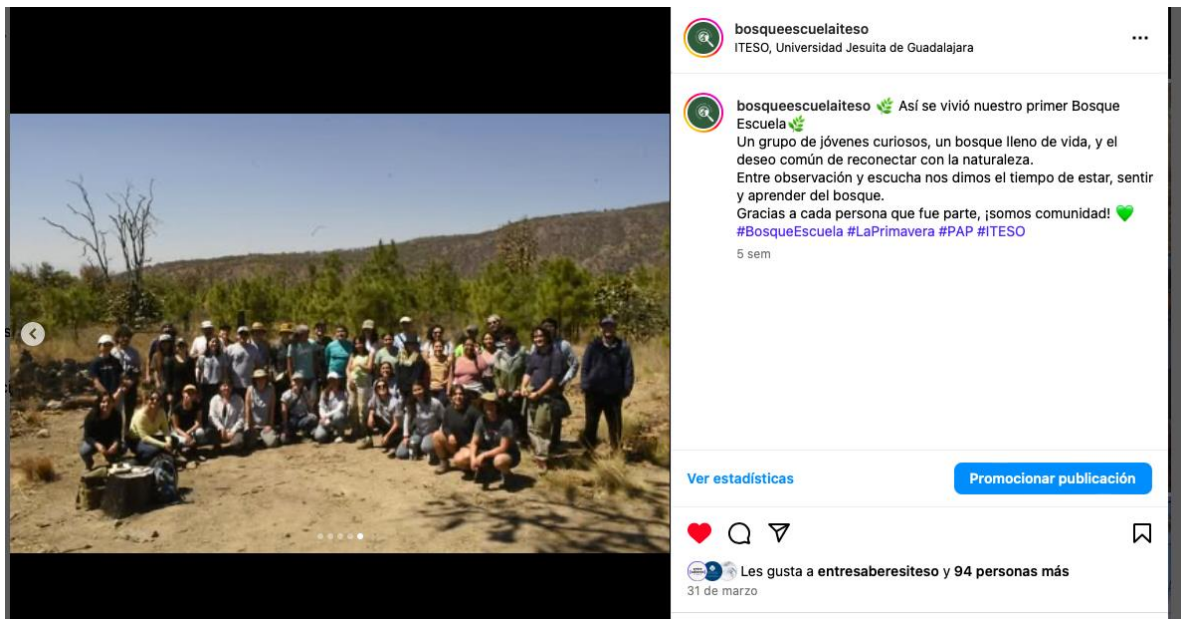 bosqueescuelaiteso
ITESO, Universidad Jesuita de Guadalajara
bosqueescuelaiteso 🌿 Así se vivió nuestro primer Bosque
Escuela🌿
Un grupo de jóvenes curiosos, un bosque lleno de vida, y el
deseo común de reconectar con la naturaleza.
Entre observación y escucha nos dimos el tiempo de estar, sentir
y aprender del bosque.
Gracias a cada persona que fue parte, ¡somos comunidad! 💚
#BosqueEscuela #LaPrimavera #PAP #ITESO
5 sem
Ver estadísticas
Promocionar publicación
Les gusta a entresaberesiteso y 94 personas más
31 de marzo